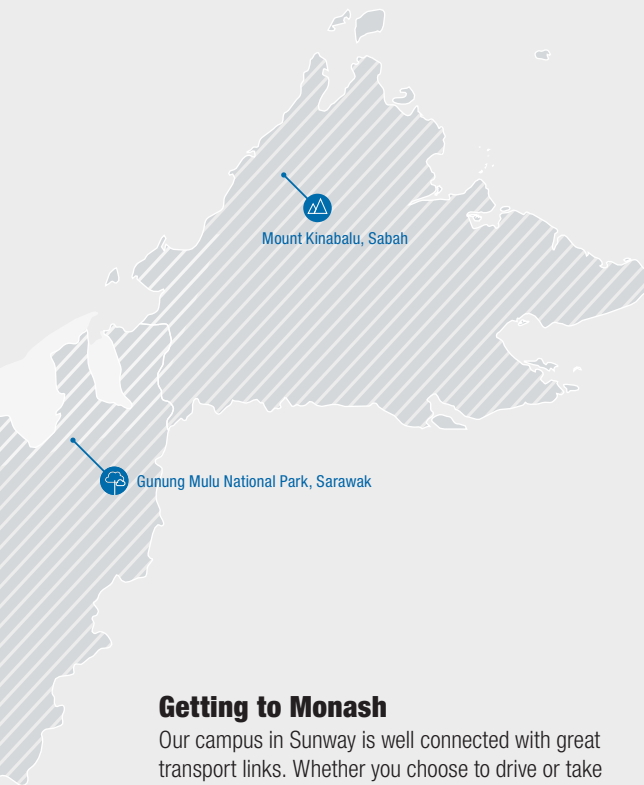 Mount Kinabalu, Sabah
Gunung Mulu National Park, Sarawak
Getting to Monash
Our campus in Sunway is well connected with great
transport links. Whether you choose to drive or take